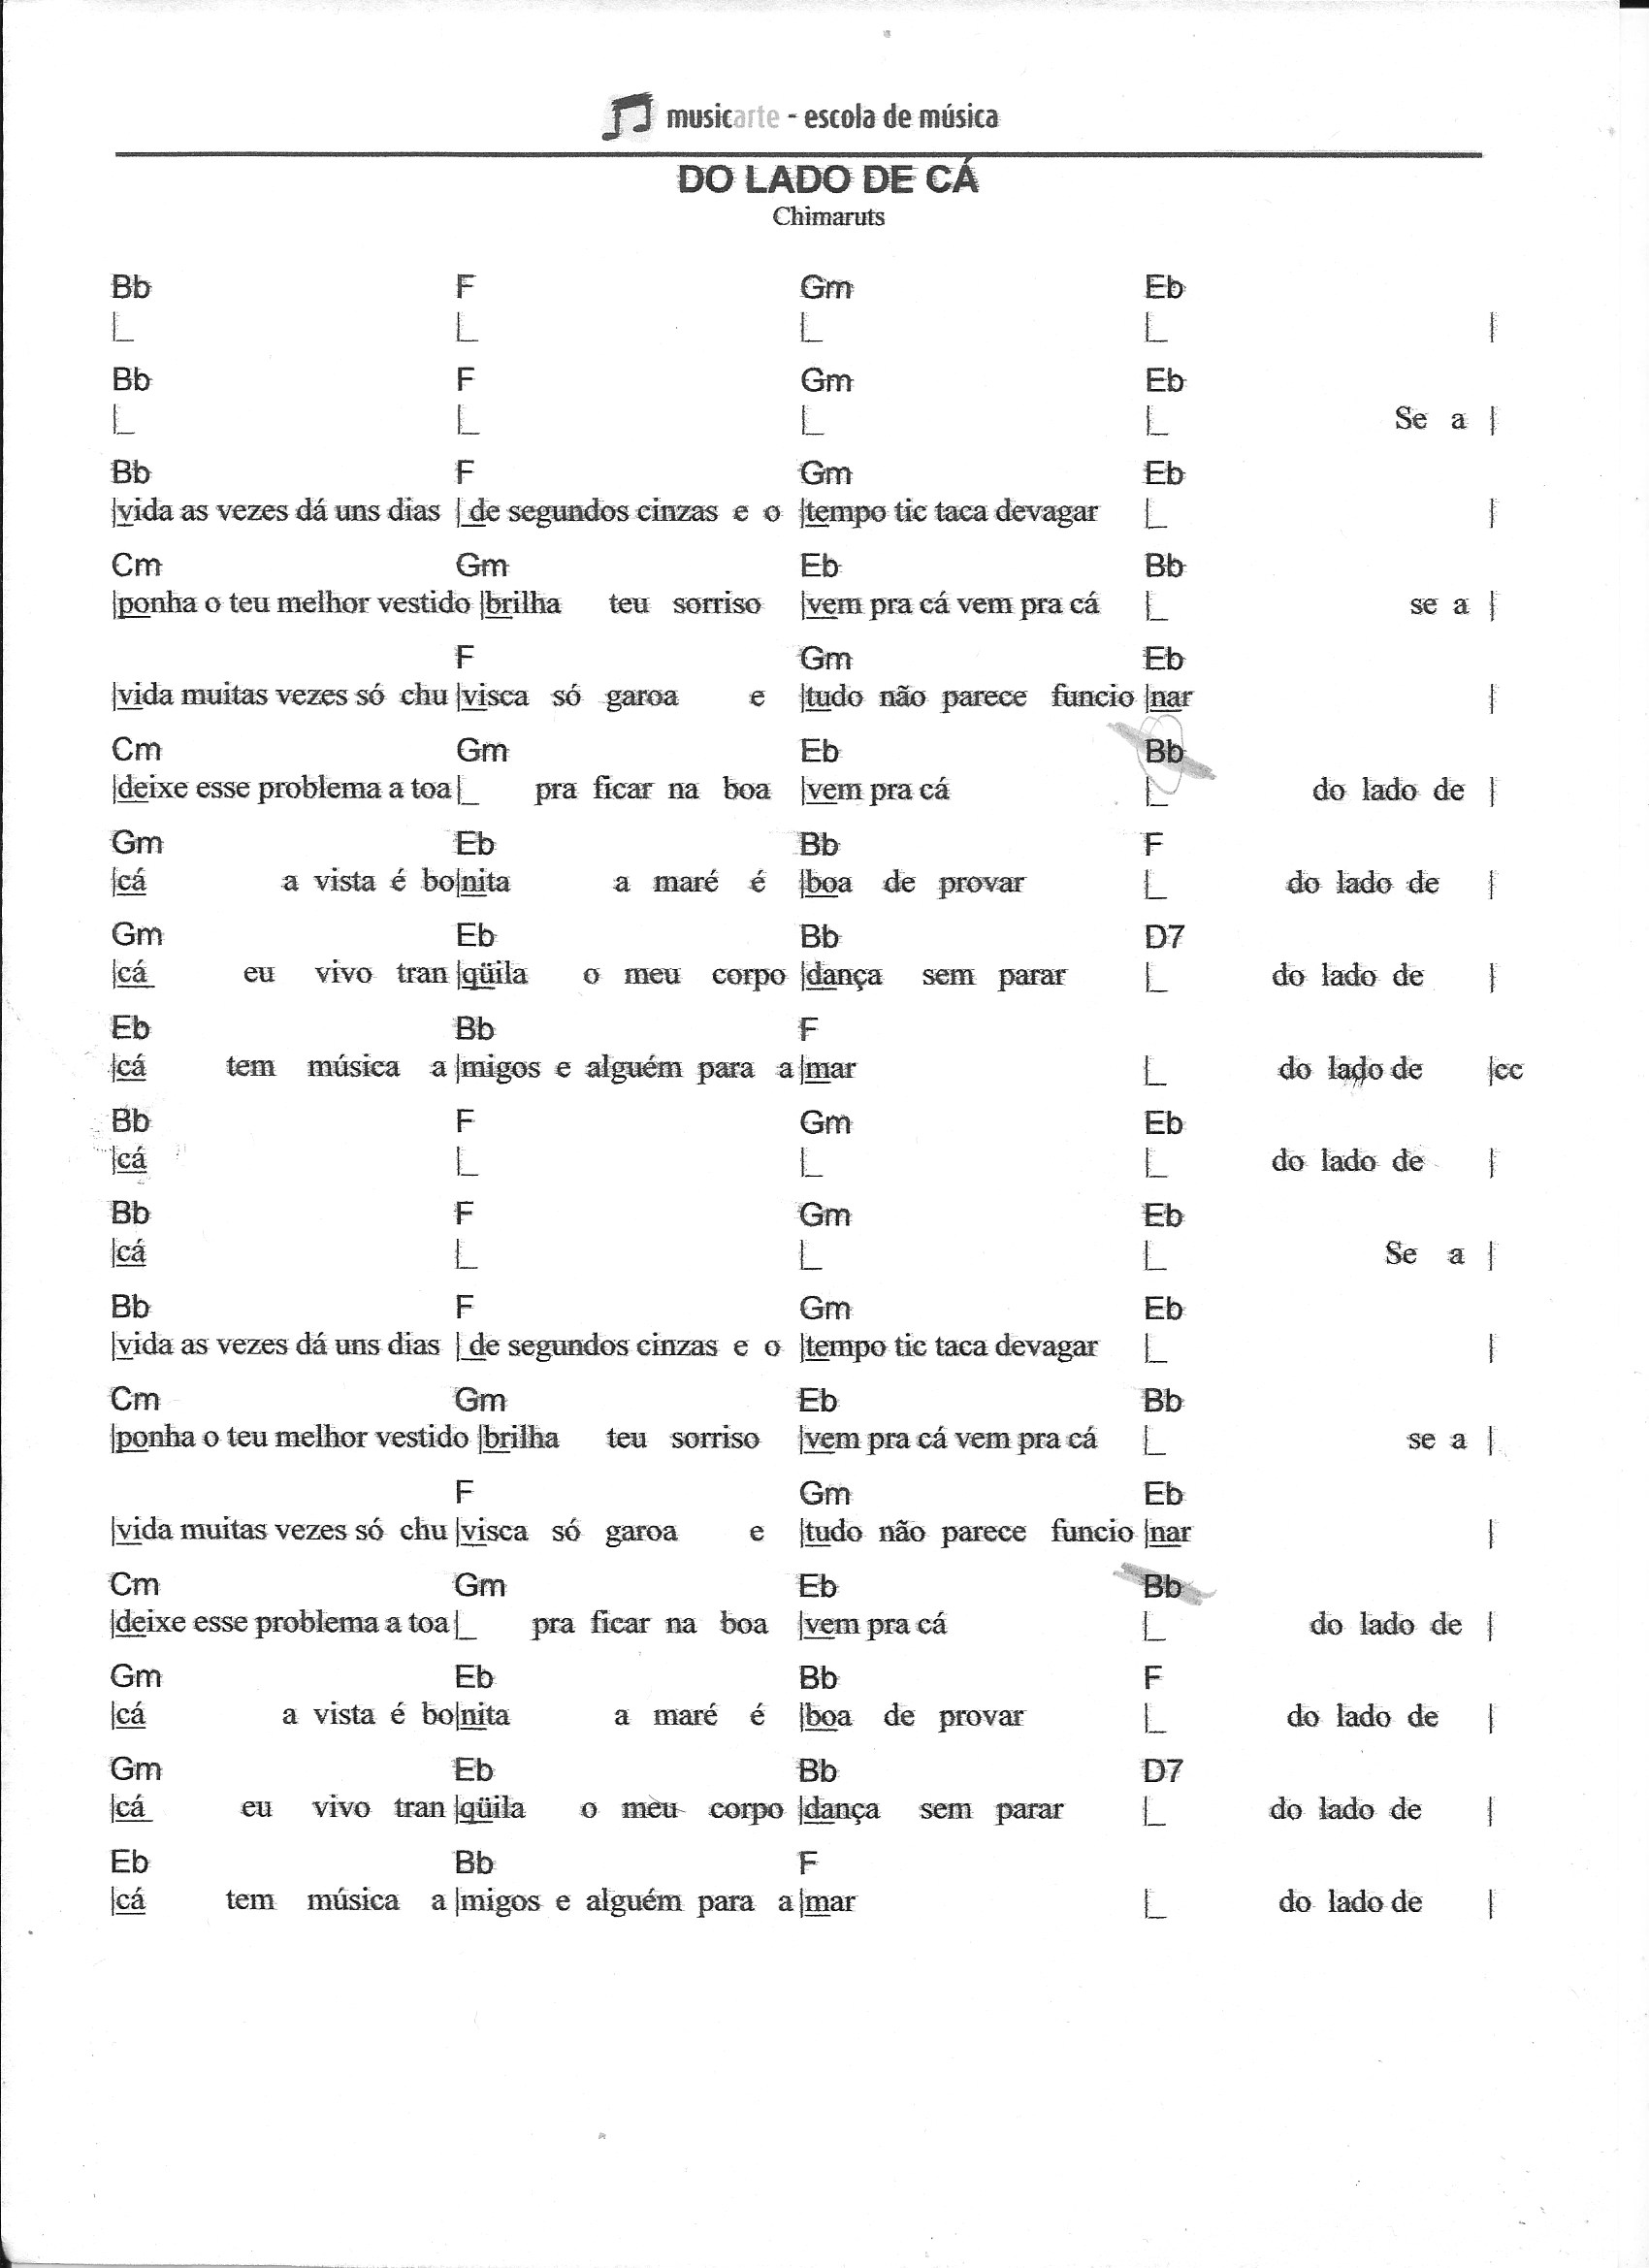 musicarte - escola de música
DO LADO DE CÁ
Chimaruts
Bb F Gm Eb
L L L L |
Bb F Gm Eb
L L L L Se a |
Bb F Gm Eb
|vida as vezes dá uns dias | de segundos cinzas e o |tempo tic taca devagar L |
Cm Gm Eb Bb
|ponha o teu melhor vestido |brilha teu sorriso |vem pra cá vem pra cá L se a |
F Gm Eb
|vida muitas vezes só chu |visca só garoa e |tudo não parece funcio |nar |
Cm Gm Eb Bb
|deixe esse problema a toa L pra ficar na boa |vem pra cá L do lado de |
Gm Eb Bb F
|cá a vista é bo|nita a maré é |boa de provar L do lado de |
Gm Eb Bb D7
|cá eu vivo tran |qüila o meu corpo |dança sem parar L do lado de |
Eb Bb F
|cá tem música a |migos e alguém para a |mar L do lado de |cc
Bb F Gm Eb
|cá L L L do lado de |
Bb F Gm Eb
|cá L L L Se a |
Bb F Gm Eb
|vida as vezes dá uns dias | de segundos cinzas e o |tempo tic taca devagar L |
Cm Gm Eb Bb
|ponha o teu melhor vestido |brilha teu sorriso |vem pra cá vem pra cá L se a |
F Gm Eb
|vida muitas vezes só chu |visca só garoa e |tudo não parece funcio |nar |
Cm Gm Eb Bb
|deixe esse problema a toa L pra ficar na boa |vem pra cá L do lado de |
Gm Eb Bb F
|cá a vista é bo|nita a maré é |boa de provar L do lado de |
Gm Eb Bb D7
|cá eu vivo tran |qüila o meu corpo |dança sem parar L do lado de |
Eb Bb F
|cá tem música a |migos e alguém para a |mar L do lado de |